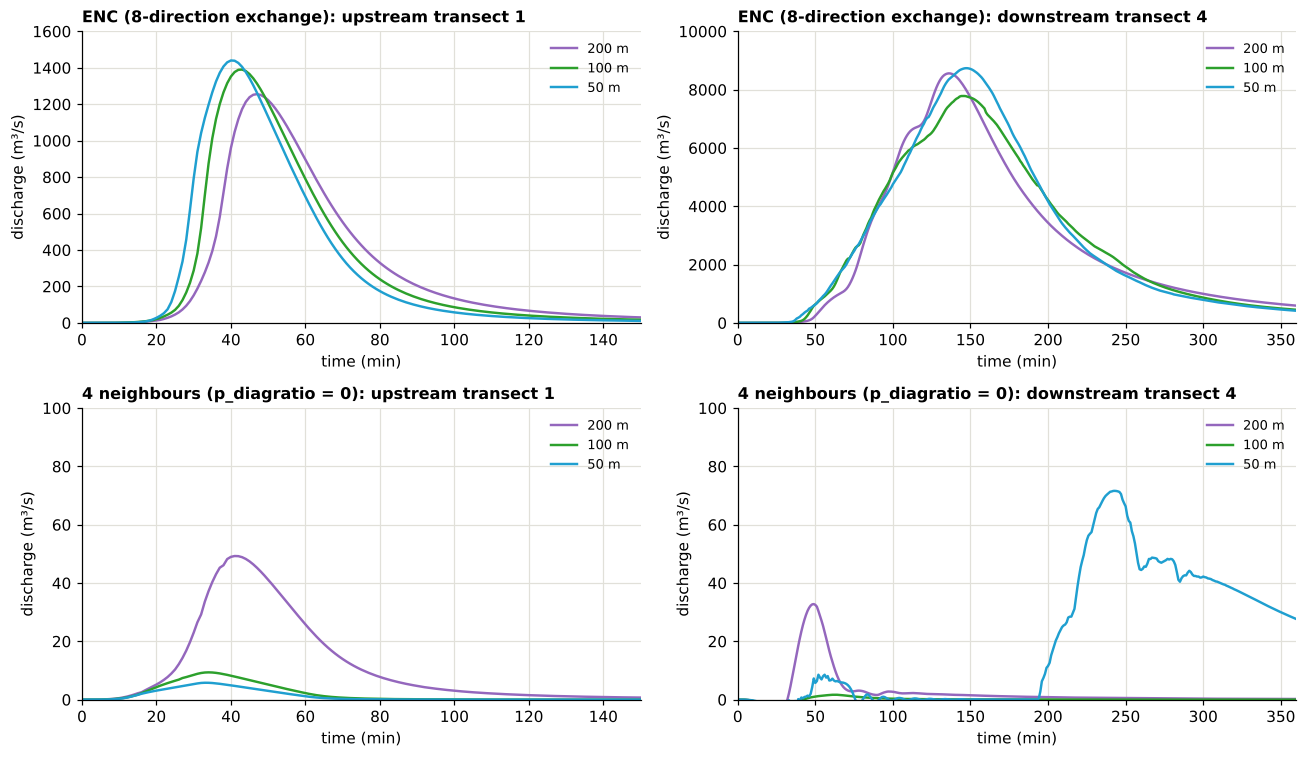 ENC (8-direction exchange): upstream transect 1
1600
1400
1200
1000
800
600
400
200
0
discharge (m³/s)
200 m
100 m
50 m
0 20 40 60 80 100 120 140
time (min)
ENC (8-direction exchange): downstream transect 4
10000
8000
6000
4000
2000
0
discharge (m³/s)
200 m
100 m
50 m
0 50 100 150 200 250 300 350
time (min)
4 neighbours (p_diagratio = 0): upstream transect 1
100
80
60
40
20
0
discharge (m³/s)
200 m
100 m
50 m
0 20 40 60 80 100 120 140
time (min)
4 neighbours (p_diagratio = 0): downstream transect 4
100
80
60
40
20
0
discharge (m³/s)
200 m
100 m
50 m
0 50 100 150 200 250 300 350
time (min)